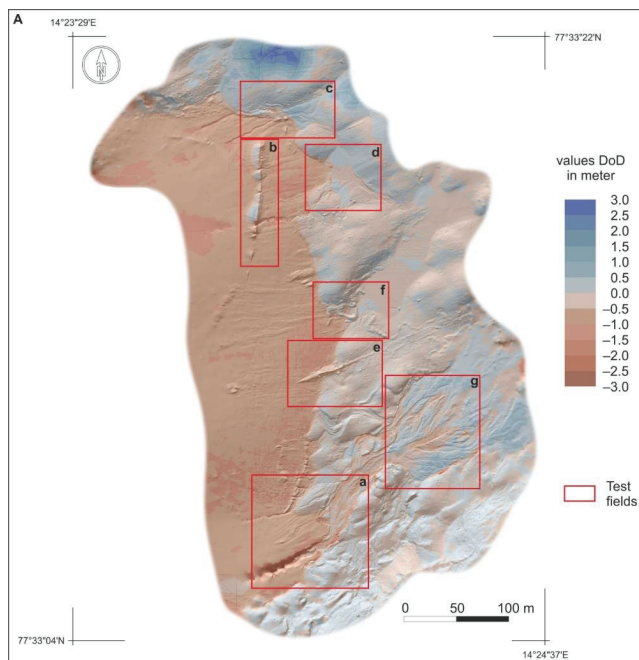 A
14°23″29″E
77°33″22″N
N
c
b
d
values DoD
in meter
3.0
2.5
2.0
1.5
1.0
0.5
0.0
–0.5
–1.0
–1.5
–2.0
–2.5
–3.0
f
e
g
a
Test
fields
0 50 100 m
77°33″04″N
14°24″37″E